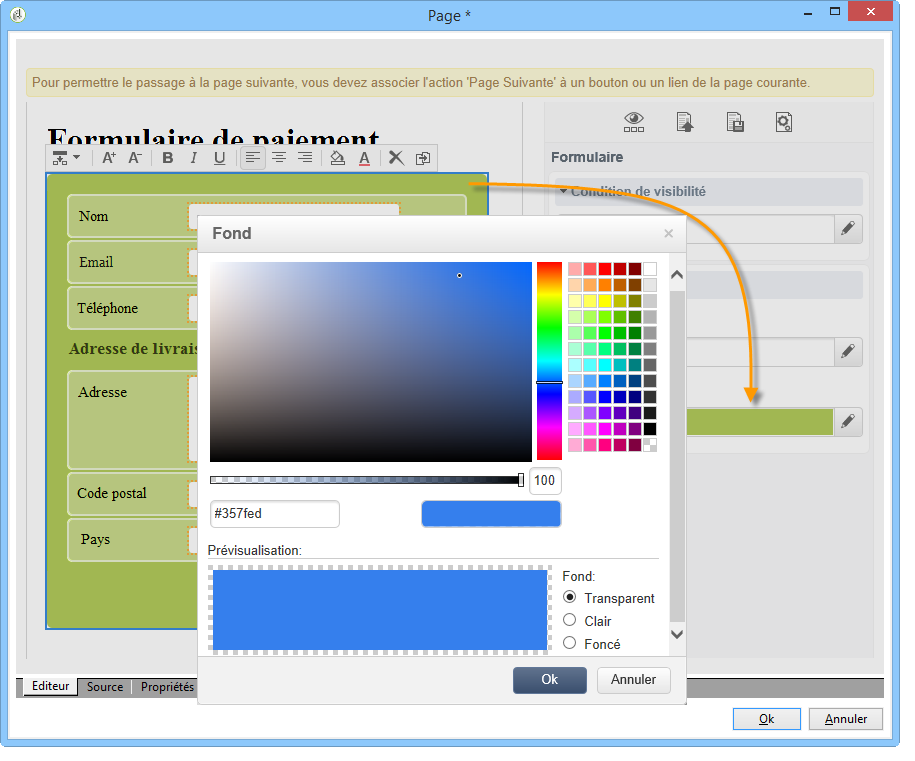 Page *
Pour permettre le passage à la page suivante, vous devez associer l'action 'Page Suivante' à un bouton ou un lien de la page courante.
Formulaire de paiement
A+ A- B I U A
Formulaire
Condition de visibilité
Nom
Email
Téléphone
Adresse de livrais
Adresse
Code postal
Pays
Fond
×
100
#357fed
Prévisualisation:
Fond:
Transparent
Clair
Foncé
Ok Annuler
Editeur Source Propriétés
Ok Annuler